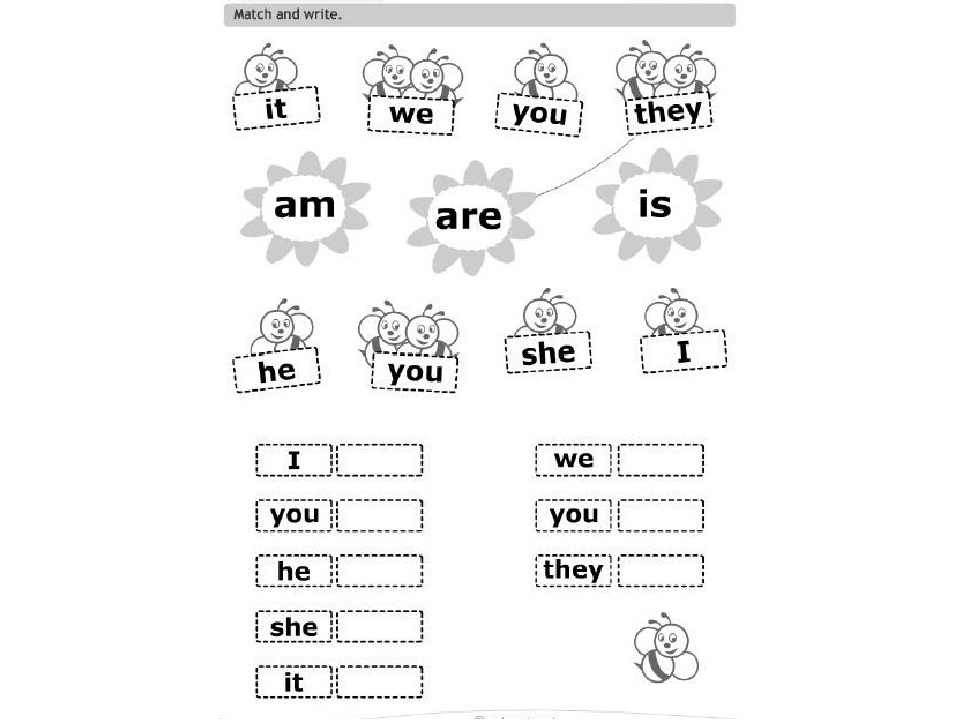 Match and write.
it we you they
am are is
he you she I
I we
you you
he they
she
it